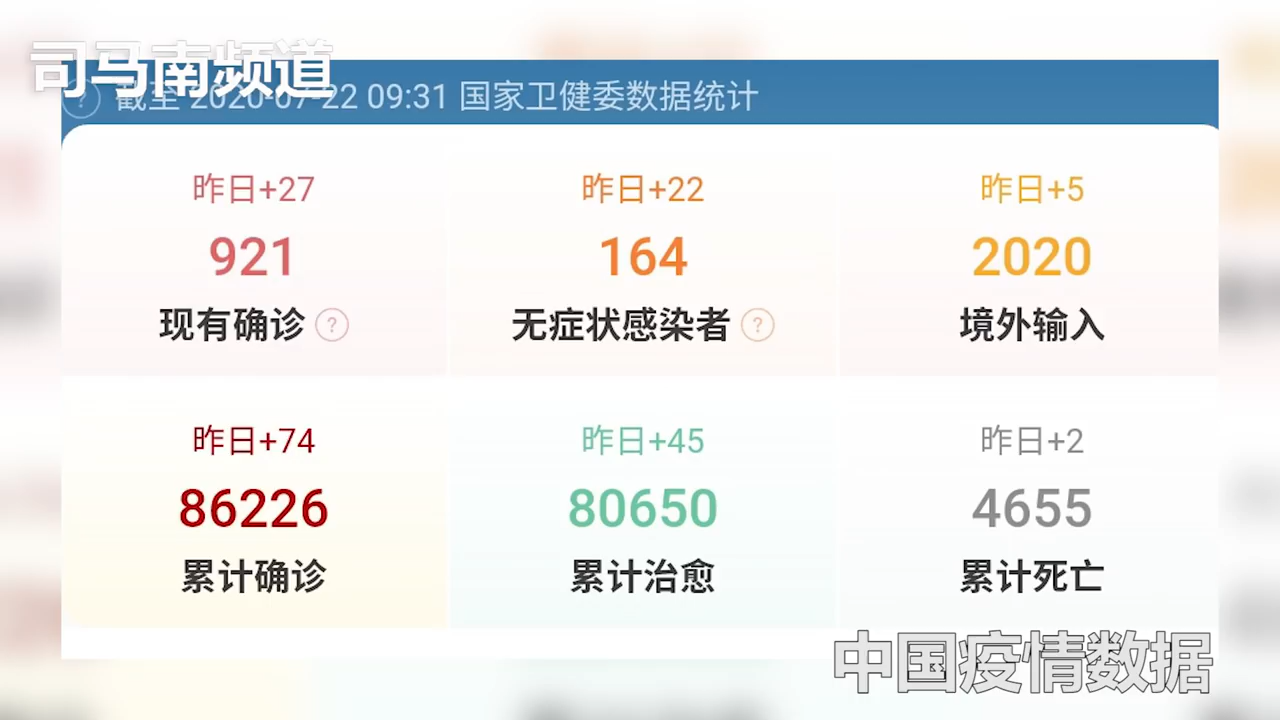 司马南频道
截至 2020-07-22 09:31 国家卫健委数据统计
昨日+27
昨日+22
昨日+5
921
164
2020
现有确诊 ?
无症状感染者 ?
境外输入
昨日+74
昨日+45
昨日+2
86226
80650
4655
累计确诊
累计治愈
累计死亡
中国疫情数据